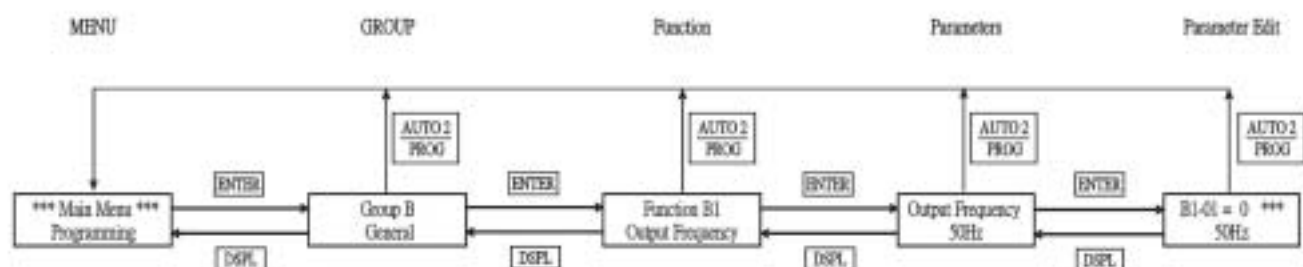 MENU GROUP Function Parameters Parameter Edit
AUTO 2 AUTO 2 AUTO 2 AUTO 2
PROG PROG PROG PROG
ENTER ENTER ENTER ENTER
*** Main Menu *** Group B Function B1 Output Frequency B1-01 = 0 ***
Programming General Output Frequency 50Hz 50Hz
DSPL DSPL DSPL DSPL